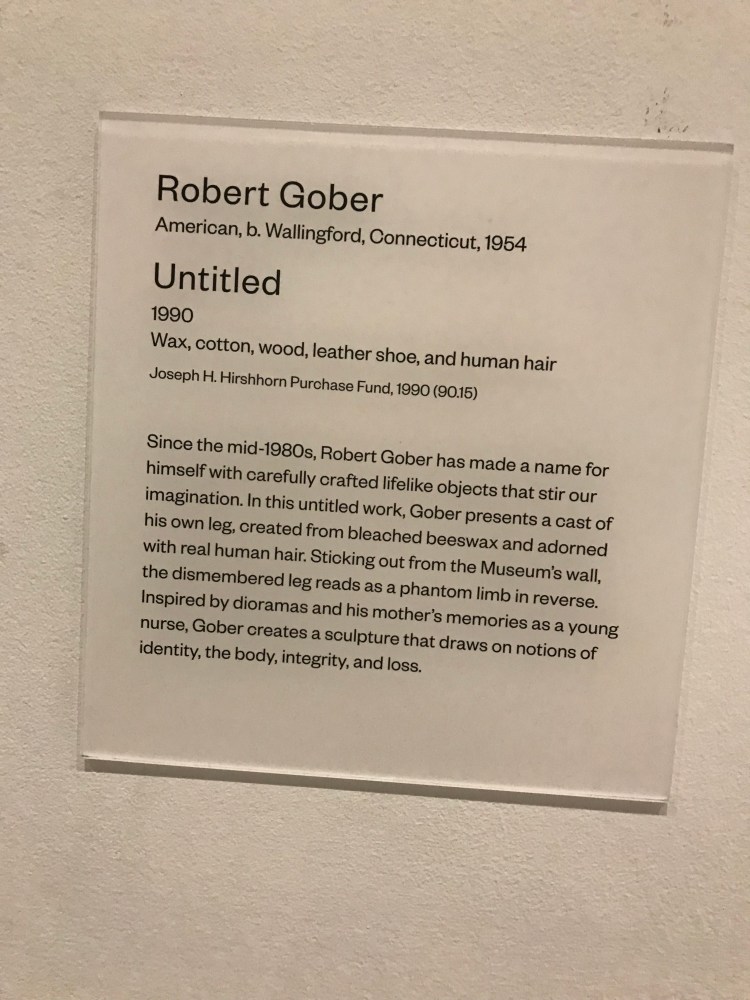 Robert Gober
American, b. Wallingford, Connecticut, 1954
Untitled
1990
Wax, cotton, wood, leather shoe, and human hair
Joseph H. Hirshhorn Purchase Fund, 1990 (90.15)
Since the mid-1980s, Robert Gober has made a name for
himself with carefully crafted lifelike objects that stir our
imagination. In this untitled work, Gober presents a cast of
his own leg, created from bleached beeswax and adorned
with real human hair. Sticking out from the Museum's wall,
the dismembered leg reads as a phantom limb in reverse.
Inspired by dioramas and his mother's memories as a young
nurse, Gober creates a sculpture that draws on notions of
identity, the body, integrity, and loss.